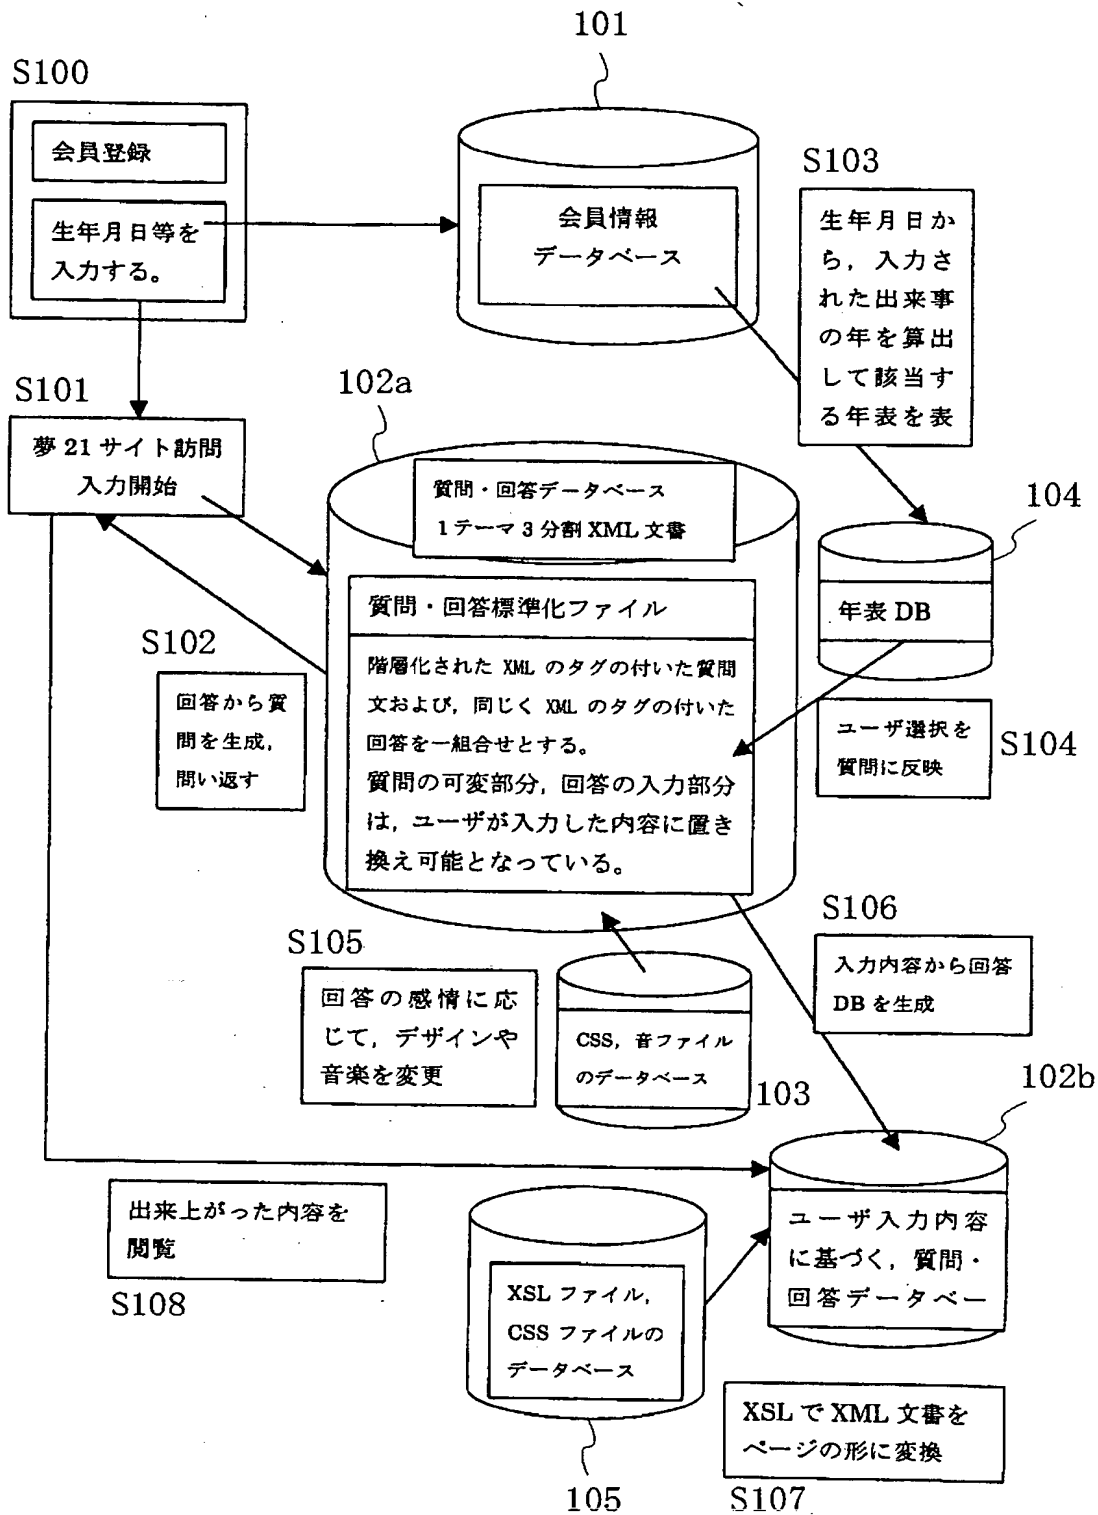 101
S100
会員登録
生年月日等を
入力する。
会員情報
データベース
S103
生年月日か
ら，入力さ
れた出来事
の年を算出
して該当す
る年表を表
S101
夢21サイト訪問
入力開始
102a
質問・回答データベース
1テーマ3分割XML文書
質問・回答標準化ファイル
階層化された XML のタグの付いた質問
文および，同じく XML のタグの付いた
回答を一組合せとする。
質問の可変部分，回答の入力部分
は，ユーザが入力した内容に置き
換え可能となっている。
104
年表 DB
S102
回答から質
問を生成，
問い返す
ユーザ選択を
質問に反映
S104
S105
回答の感情に応
じて，デザインや
音楽を変更
CSS，音ファイル
のデータベース
103
S106
入力内容から回答
DBを生成
102b
ユーザ入力内容
に基づく，質問・
回答データベー
出来上がった内容を
閲覧
S108
XSL ファイル，
CSS ファイルの
データベース
105
XSLでXML文書を
ページの形に変換
S107